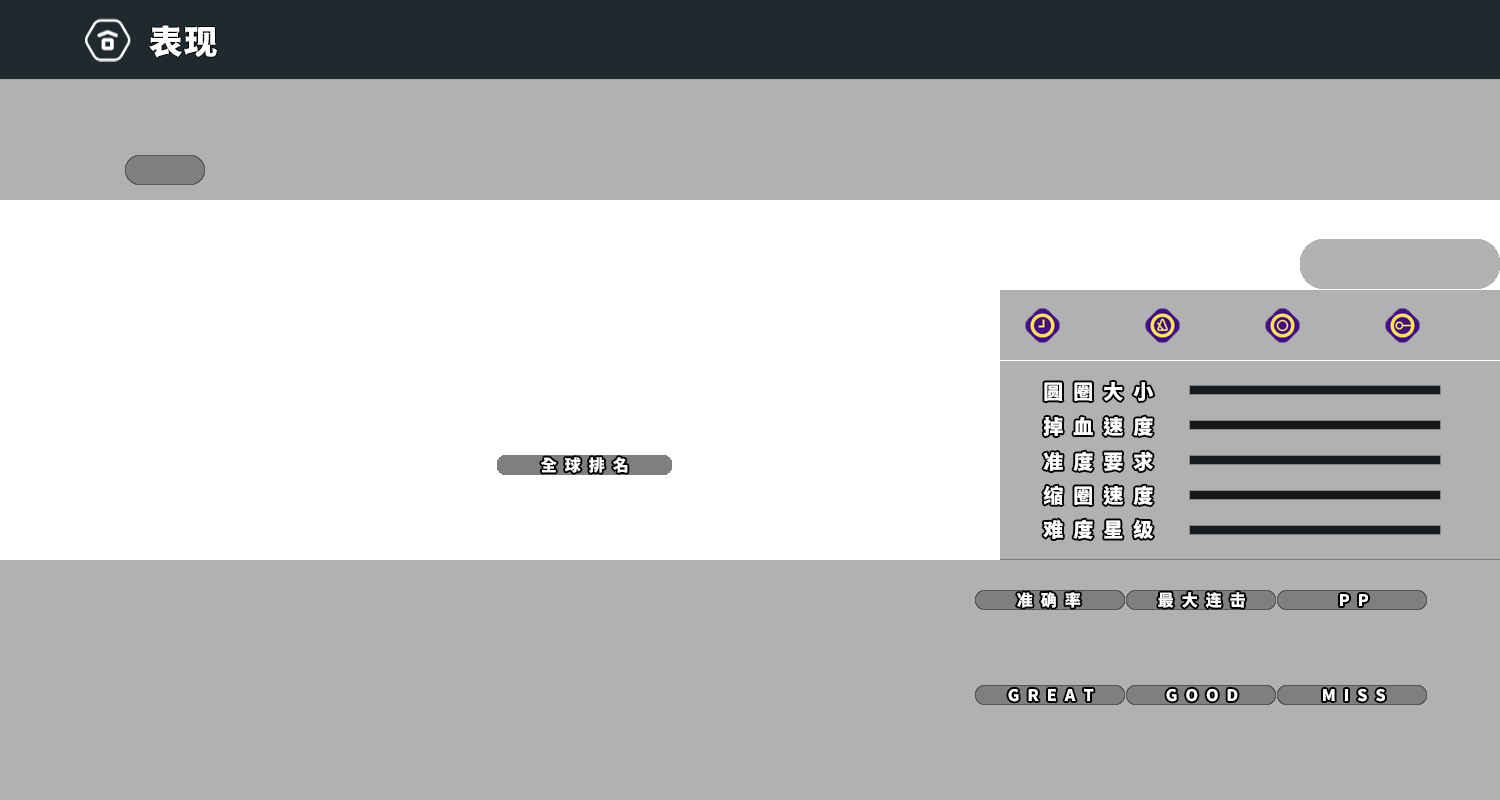 表现
圆圈大小
掉血速度
准度要求
全球排名
缩圈速度
难度星级
准确率 最大连击 PP
GREAT GOOD MISS